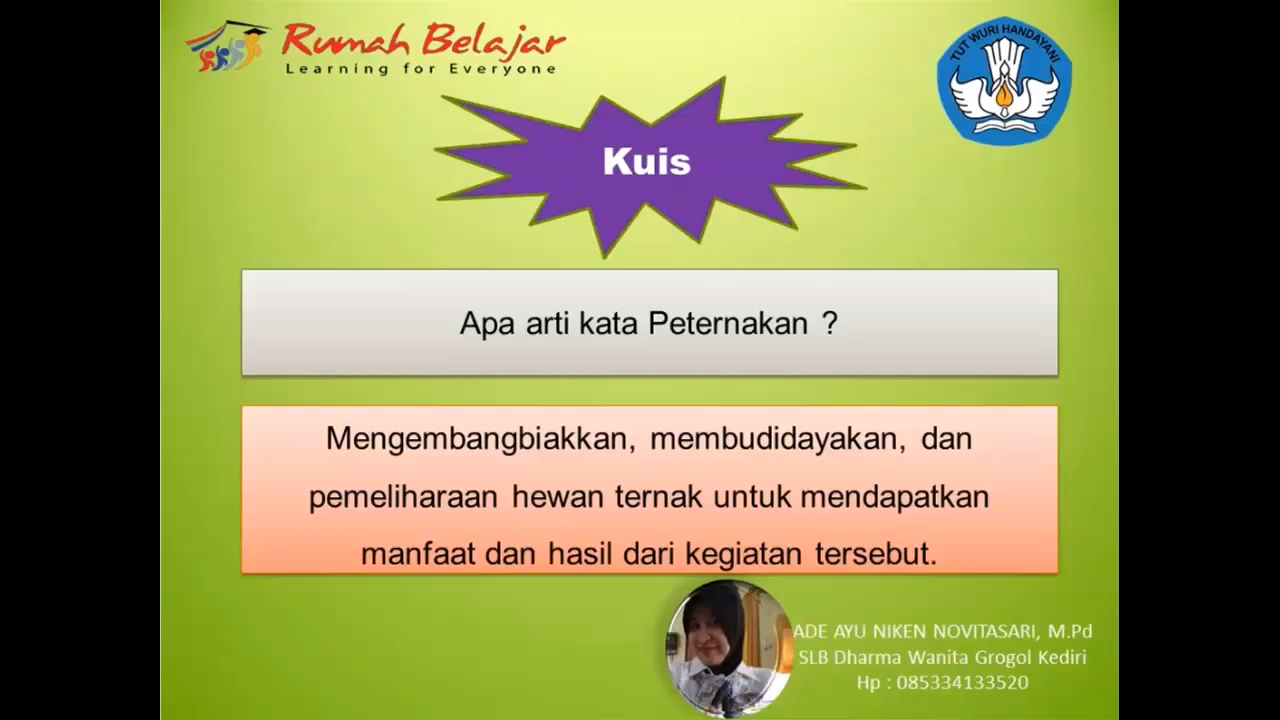 Rumah Belajar
Learning for Everyone
TUT WURI HANDAYANI
Kuis
Apa arti kata Peternakan ?
Mengembangbiakkan, membudidayakan, dan
pemeliharaan hewan ternak untuk mendapatkan
manfaat dan hasil dari kegiatan tersebut.
ADE AYU NIKEN NOVITASARI, M.Pd
SLB Dharma Wanita Grogol Kediri
Hp : 085334133520